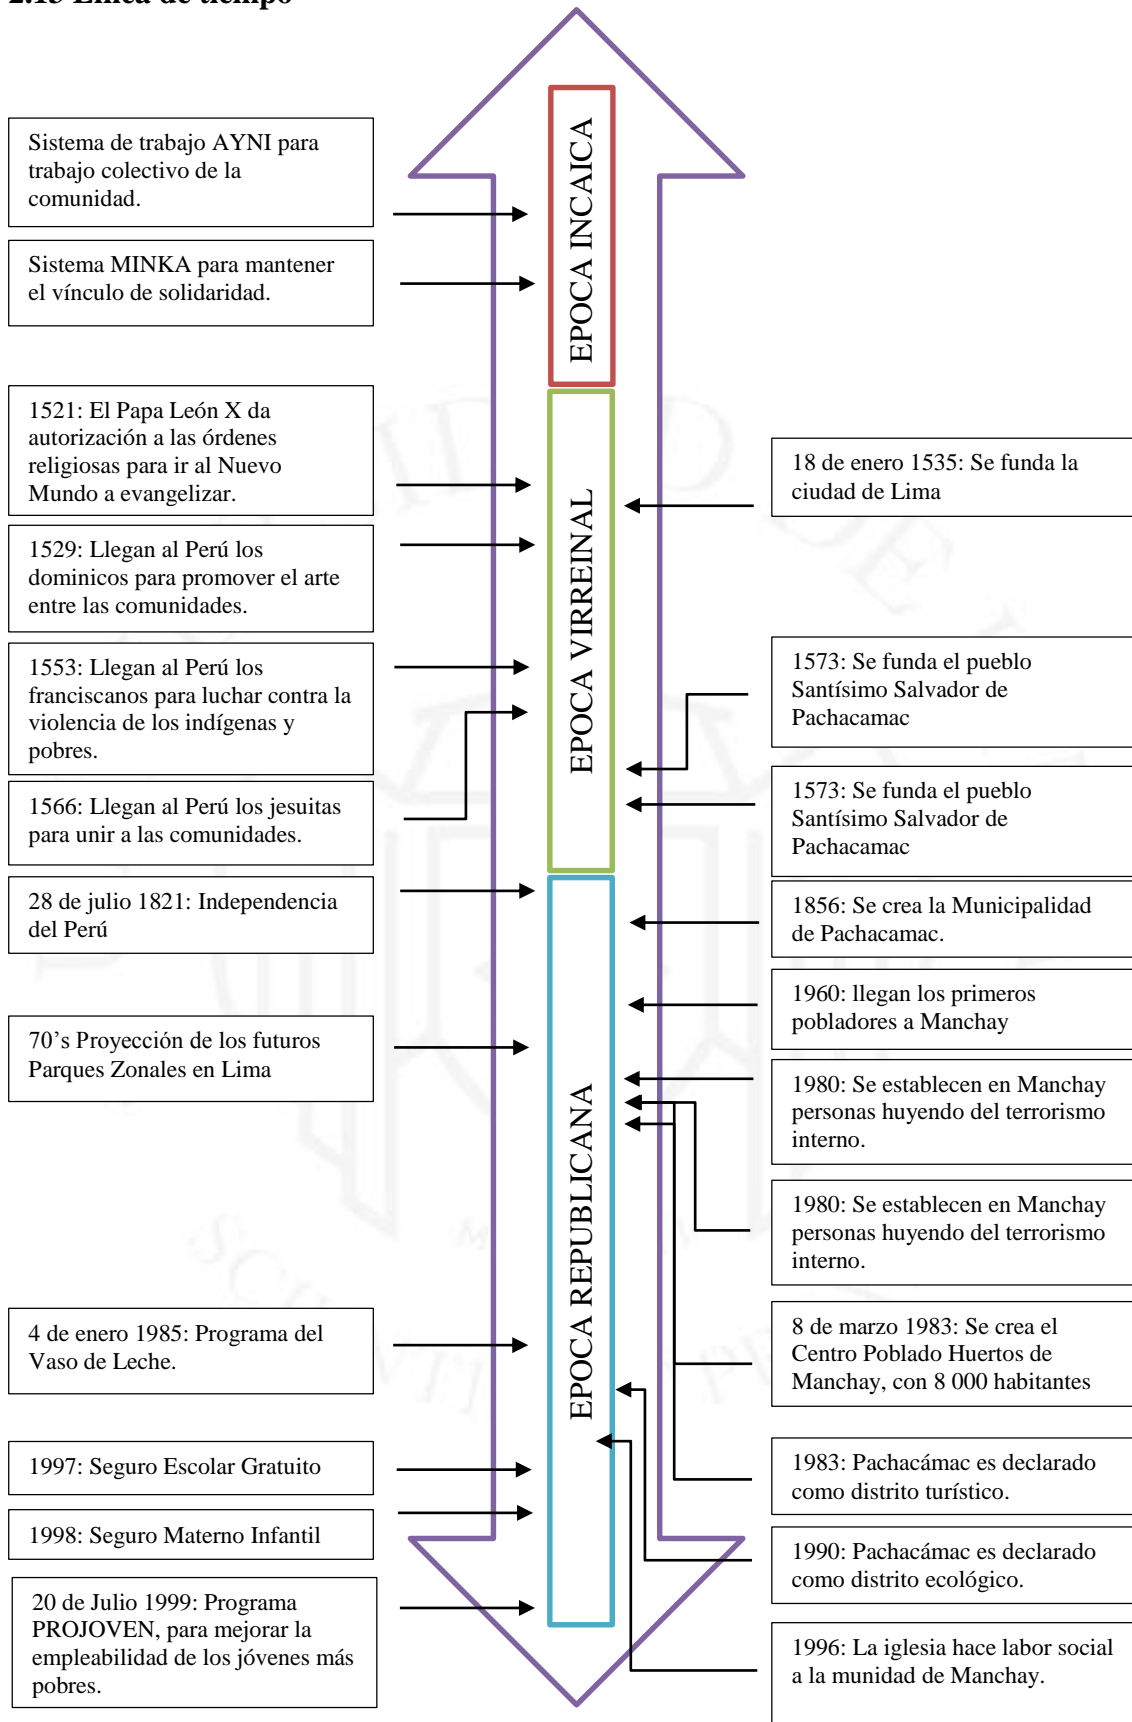 2.13 Línea de tiempo
EPOCA INCAICA
EPOCA VIRREINAL
EPOCA REPUBLICANA
Sistema de trabajo AYNI para
trabajo colectivo de la
comunidad.
Sistema MINKA para mantener
el vínculo de solidaridad.
1521: El Papa León X da
autorización a las órdenes
religiosas para ir al Nuevo
Mundo a evangelizar.
1529: Llegan al Perú los
dominicos para promover el arte
entre las comunidades.
1553: Llegan al Perú los
franciscanos para luchar contra la
violencia de los indígenas y
pobres.
1566: Llegan al Perú los jesuitas
para unir a las comunidades.
28 de julio 1821: Independencia
del Perú
70’s Proyección de los futuros
Parques Zonales en Lima
4 de enero 1985: Programa del
Vaso de Leche.
1997: Seguro Escolar Gratuito
1998: Seguro Materno Infantil
20 de Julio 1999: Programa
PROJOVEN, para mejorar la
empleabilidad de los jóvenes más
pobres.
18 de enero 1535: Se funda la
ciudad de Lima
1573: Se funda el pueblo
Santísimo Salvador de
Pachacamac
1573: Se funda el pueblo
Santísimo Salvador de
Pachacamac
1856: Se crea la Municipalidad
de Pachacamac.
1960: llegan los primeros
pobladores a Manchay
1980: Se establecen en Manchay
personas huyendo del terrorismo
interno.
1980: Se establecen en Manchay
personas huyendo del terrorismo
interno.
8 de marzo 1983: Se crea el
Centro Poblado Huertos de
Manchay, con 8 000 habitantes
1983: Pachacámac es declarado
como distrito turístico.
1990: Pachacámac es declarado
como distrito ecológico.
1996: La iglesia hace labor social
a la munidad de Manchay.